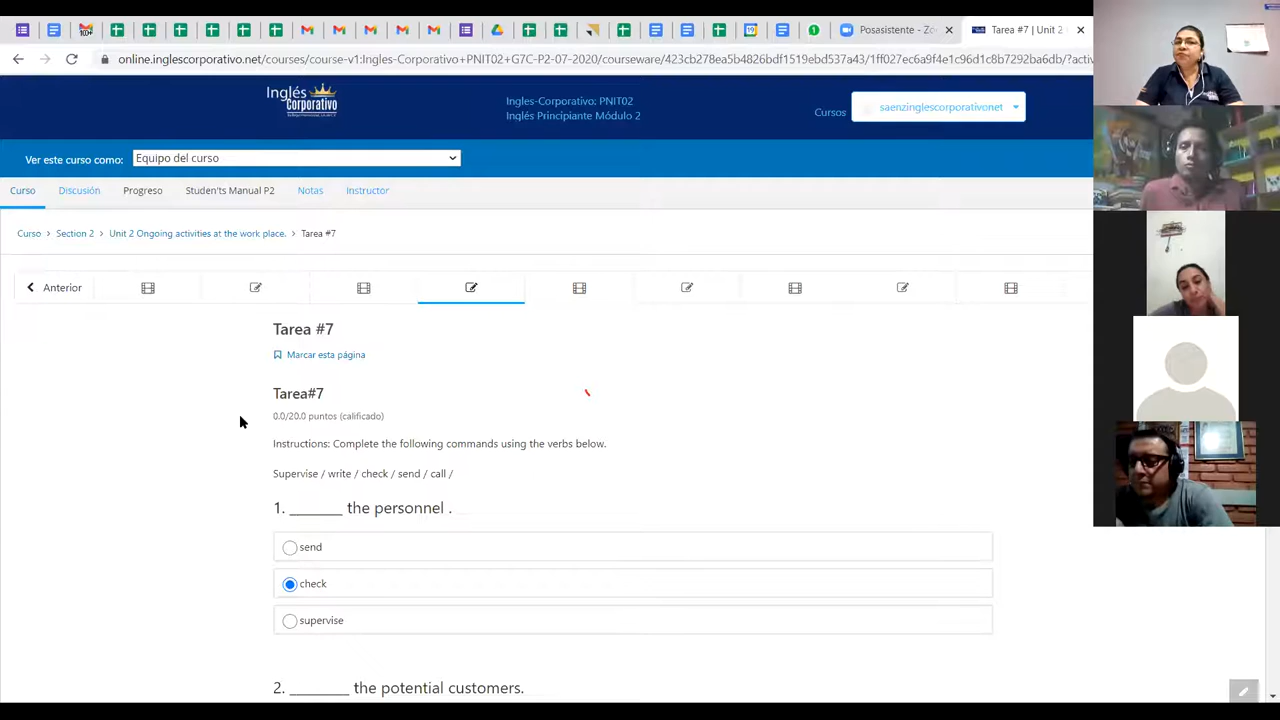 Posasistente - Zo
Tarea #7 | Unit 2
online.inglescorporativo.net/courses/course-v1:Ingles-Corporativo+PNIT02+G7C-P2-07-2020/courseware/423cb278ea5b4826bdf1519ebd537a43/1ff027ec6a9f4e1c96d1c8b7292ba6db/?acti
Inglés
Corporativo
Ingles-Corporativo: PNIT02
Inglés Principiante Módulo 2
Cursos
saenzinglescorporativonet
Ver este curso como:
Equipo del curso
Curso
Discusión
Progreso
Studen'ts Manual P2
Notas
Instructor
Curso > Section 2 > Unit 2 Ongoing activities at the work place. > Tarea #7
Anterior
Tarea #7
Marcar esta página
Tarea#7
0.0/20.0 puntos (calificado)
Instructions: Complete the following commands using the verbs below.
Supervise / write / check / send / call /
1. ________ the personnel .
send
check
supervise
2. _________ the potential customers.